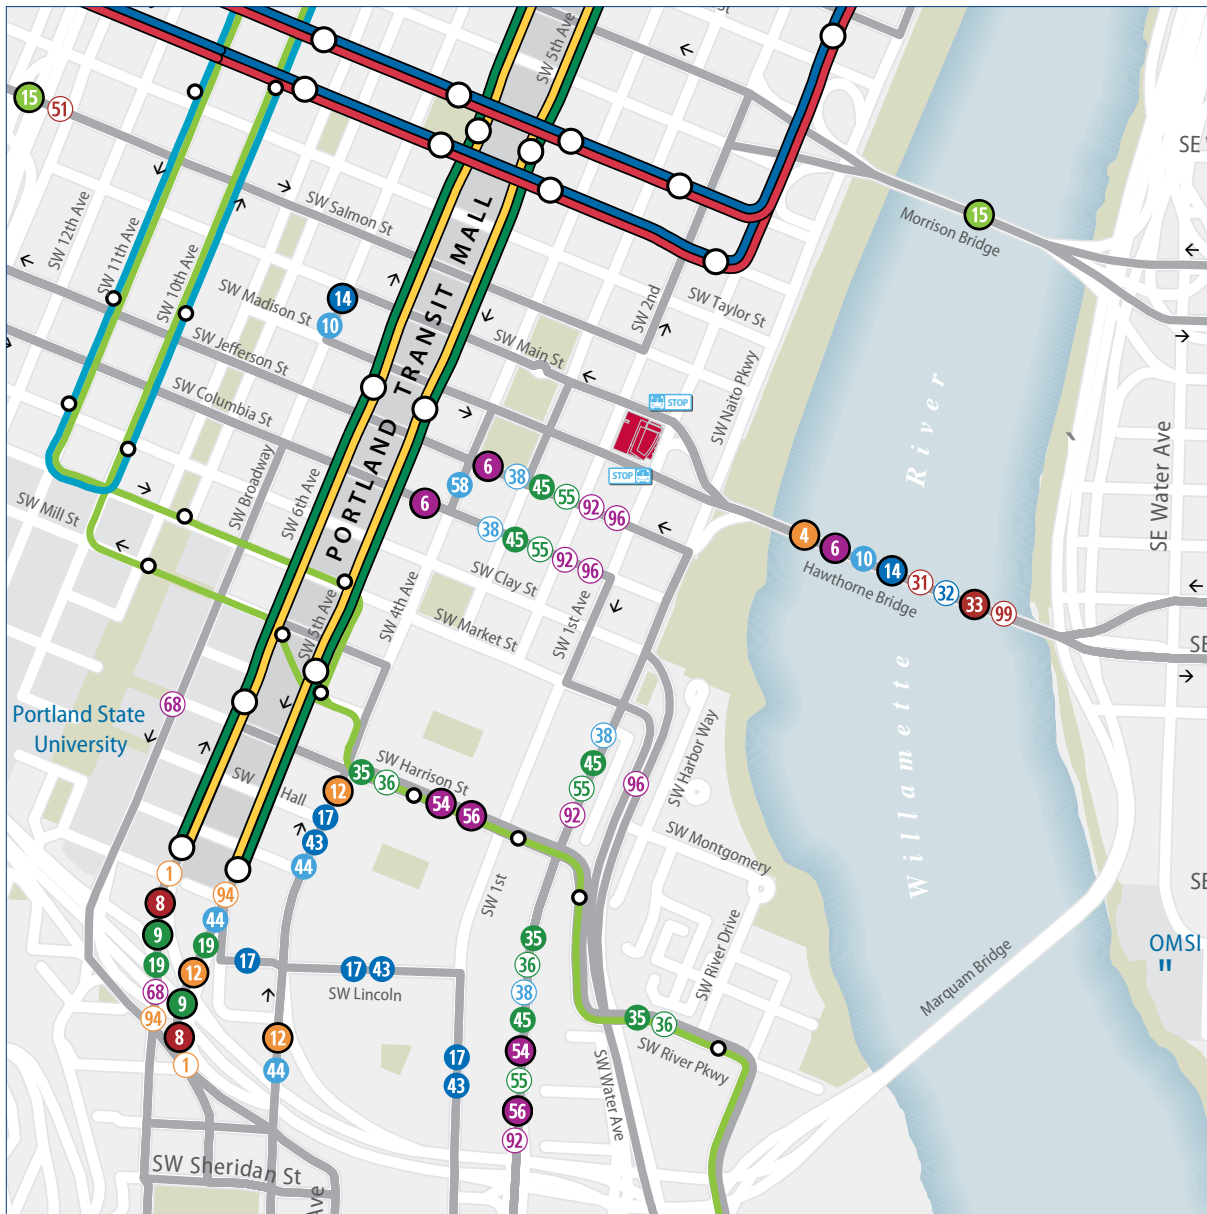 SW 5th Ave
St
15
51
SE
SW 12th Ave
SW 11th Ave
SW 10th Ave
SW Salmon St
15
Morrison Bridge
PORTLAND TRANSIT MALL
SW Madison St
14
10
SW 2nd
SW Taylor St
SW Jefferson St
SW Main St
SW Naito Pkwy
SW Columbia St
STOP
STOP
Willamette River
SE Water Ave
SW Broadway
SW 6th Ave
6
58
6
38
45
55
92
96
SW Mill St
38
45
55
92
96
4
6
10
14
31
32
33
99
Hawthorne Bridge
SW Clay St
SW 5th Ave
SW 4th Ave
SW Market St
SW 1st Ave
SE
Portland State
University
68
38
45
55
92
96
SW Harbor Way
SW Harrison St
35
36
54
56
SW Hall
12
17
43
44
SW Montgomery
SW 1st
SE
1
8
9
19
68
94
94
44
19
12
9
8
1
17
17
43
SW Lincoln
35
36
38
45
54
55
56
92
SW River Drive
Marquam Bridge
OMSI
"
12
44
17
43
35
36
SW River Pkwy
SW Water Ave
SW Sheridan St
Ave